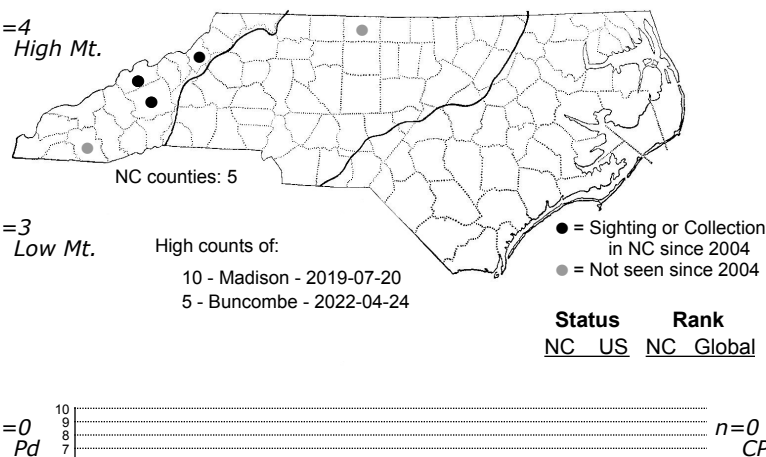 =4
High Mt.
NC counties: 5
=3
Low Mt.
High counts of:
10 - Madison - 2019-07-20
5 - Buncombe - 2022-04-24
● = Sighting or Collection
in NC since 2004
● = Not seen since 2004
Status Rank
NC US NC Global
=0
Pd
10
9
8
7
n=0
CP